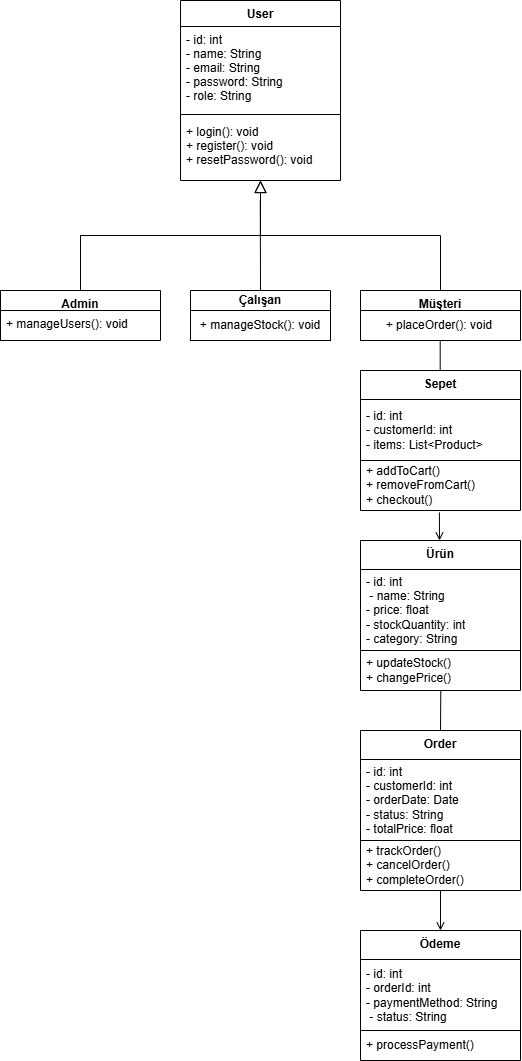 User
- id: int
- name: String
- email: String
- password: String
- role: String
+ login(): void
+ register(): void
+ resetPassword(): void
Admin
+ manageUsers(): void
Çalışan
+ manageStock(): void
Müşteri
+ placeOrder(): void
Sepet
- id: int
- customerId: int
- items: List<Product>
+ addToCart()
+ removeFromCart()
+ checkout()
Ürün
- id: int
- name: String
- price: float
- stockQuantity: int
- category: String
+ updateStock()
+ changePrice()
Order
- id: int
- customerId: int
- orderDate: Date
- status: String
- totalPrice: float
+ trackOrder()
+ cancelOrder()
+ completeOrder()
Ödeme
- id: int
- orderId: int
- paymentMethod: String
- status: String
+ processPayment()